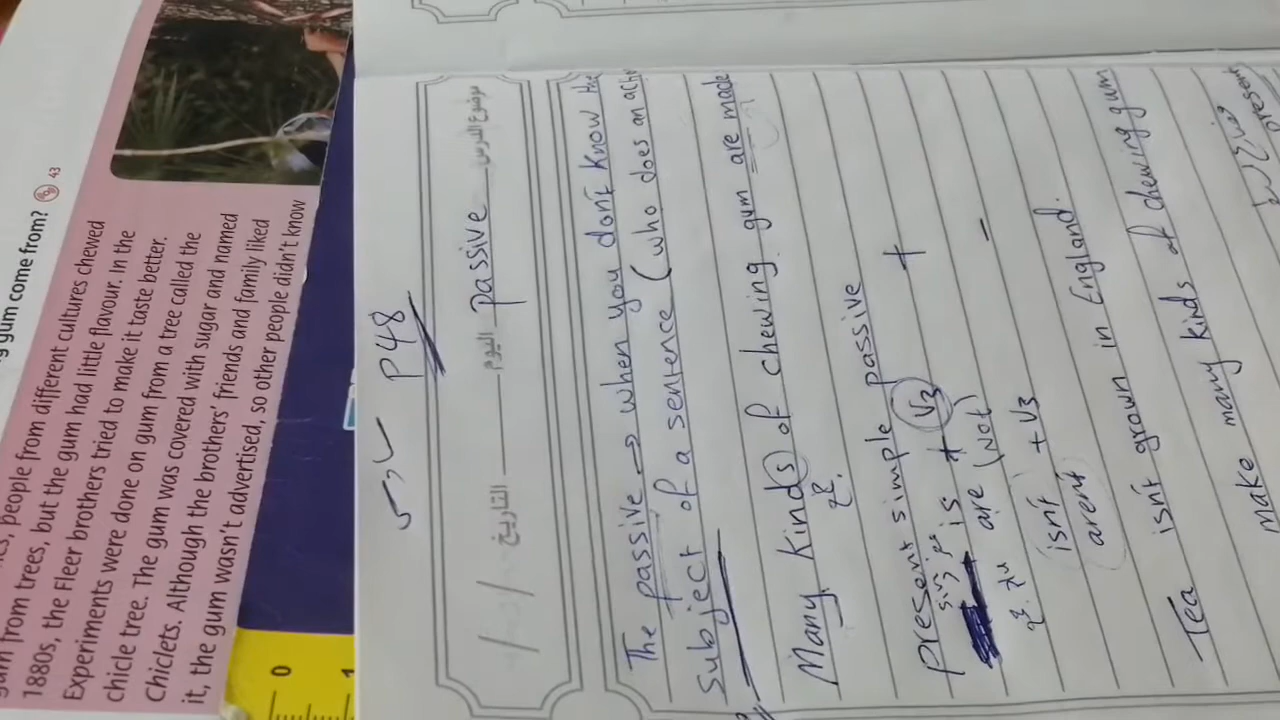 gum come from? 43
gum from trees, people from different cultures chewed
1880s, the Fleer brothers tried to make it taste better.
but the gum had little flavour. In the
Experiments were done on gum from a tree called the
chicle tree. The gum was covered with sugar and named
Chiclets. Although the brothers' friends and family liked
it, the gum wasn't advertised, so other people didn't know
0
1
P48
موضوع الدرس
passive
اليوم
التاريخ
The passive → when you don't know the
subject of a sentence (who does an
Many kinds of chewing gum are made
present simple passive
is + V3 +
are (not) -
isn't + V3
aren't
Tea isn't grown in England.
Make many kinds of chewing gum
present